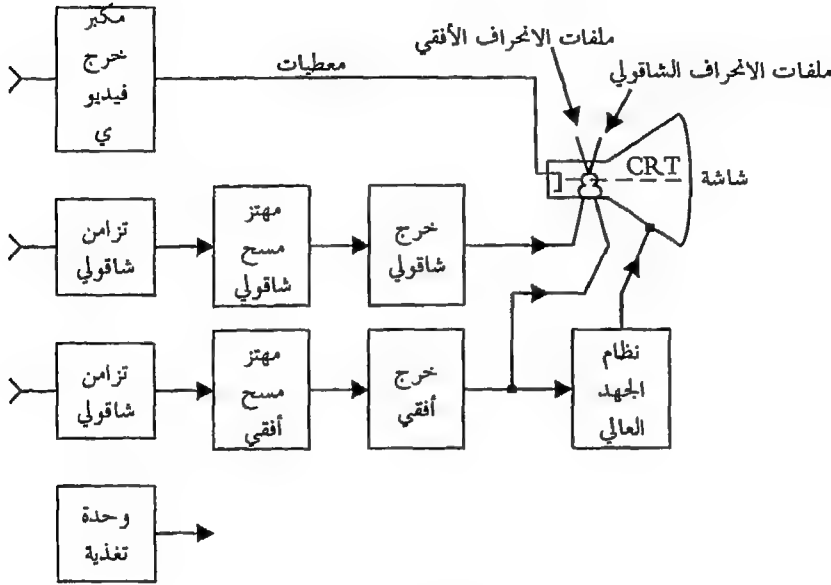 مكبر
خرج
فيديو
ي
معطيات
ملفات الانحراف الأفقي
ملفات الانحراف الشاقولي
CRT
شاشة
تزامن
شاقولي
مهتز
مسح
شاقولي
خرج
شاقولي
تزامن
شاقولي
مهتز
مسح
أفقي
خرج
أفقي
نظام
الجهد
العالي
وحدة
تغذية